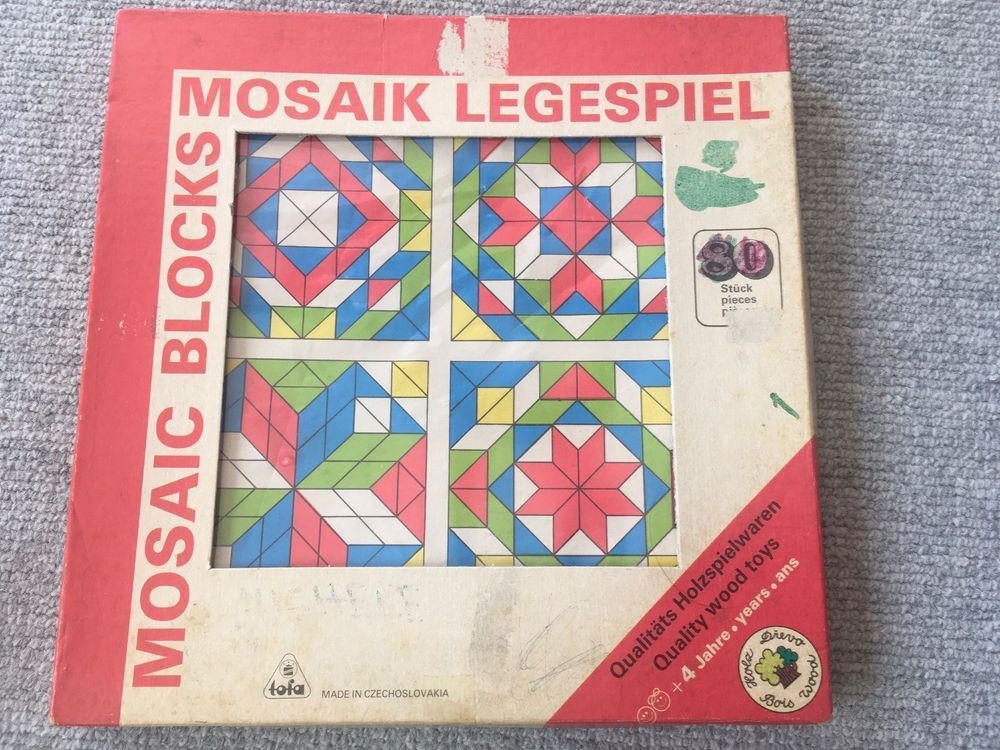 MOSAIK LEGESPIEL
MOSAIC BLOCKS
80
Stück
pieces
Qualitäts Holzspielwaren
Quality wood toys
+ 4 Jahre • years • ans
Dřevo
Holz
wood
Bois
tofa
MADE IN CZECHOSLOVAKIA
1